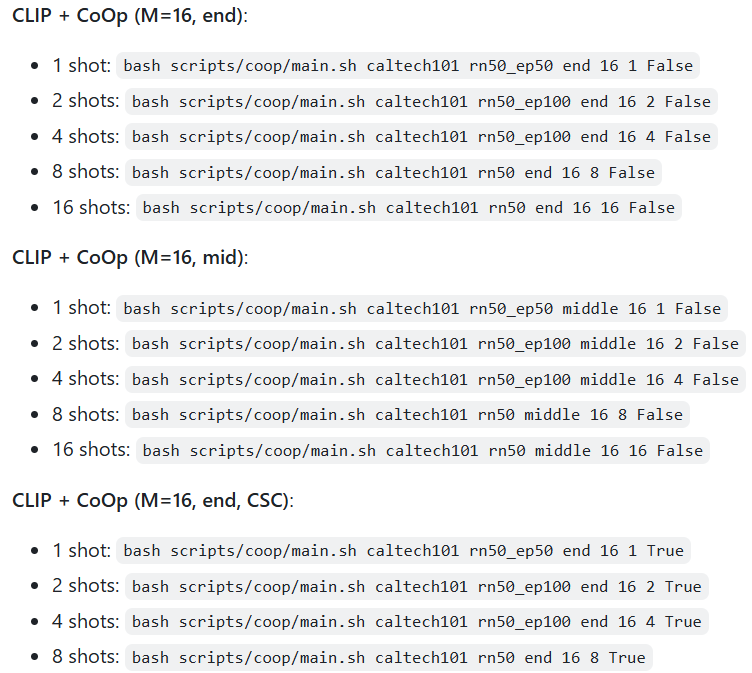 CLIP + CoOp (M=16, end):
• 1 shot: bash scripts/coop/main.sh caltech101 rn50_ep50 end 16 1 False
• 2 shots: bash scripts/coop/main.sh caltech101 rn50_ep100 end 16 2 False
• 4 shots: bash scripts/coop/main.sh caltech101 rn50_ep100 end 16 4 False
• 8 shots: bash scripts/coop/main.sh caltech101 rn50 end 16 8 False
• 16 shots: bash scripts/coop/main.sh caltech101 rn50 end 16 16 False
CLIP + CoOp (M=16, mid):
• 1 shot: bash scripts/coop/main.sh caltech101 rn50_ep50 middle 16 1 False
• 2 shots: bash scripts/coop/main.sh caltech101 rn50_ep100 middle 16 2 False
• 4 shots: bash scripts/coop/main.sh caltech101 rn50_ep100 middle 16 4 False
• 8 shots: bash scripts/coop/main.sh caltech101 rn50 middle 16 8 False
• 16 shots: bash scripts/coop/main.sh caltech101 rn50 middle 16 16 False
CLIP + CoOp (M=16, end, CSC):
• 1 shot: bash scripts/coop/main.sh caltech101 rn50_ep50 end 16 1 True
• 2 shots: bash scripts/coop/main.sh caltech101 rn50_ep100 end 16 2 True
• 4 shots: bash scripts/coop/main.sh caltech101 rn50_ep100 end 16 4 True
• 8 shots: bash scripts/coop/main.sh caltech101 rn50 end 16 8 True